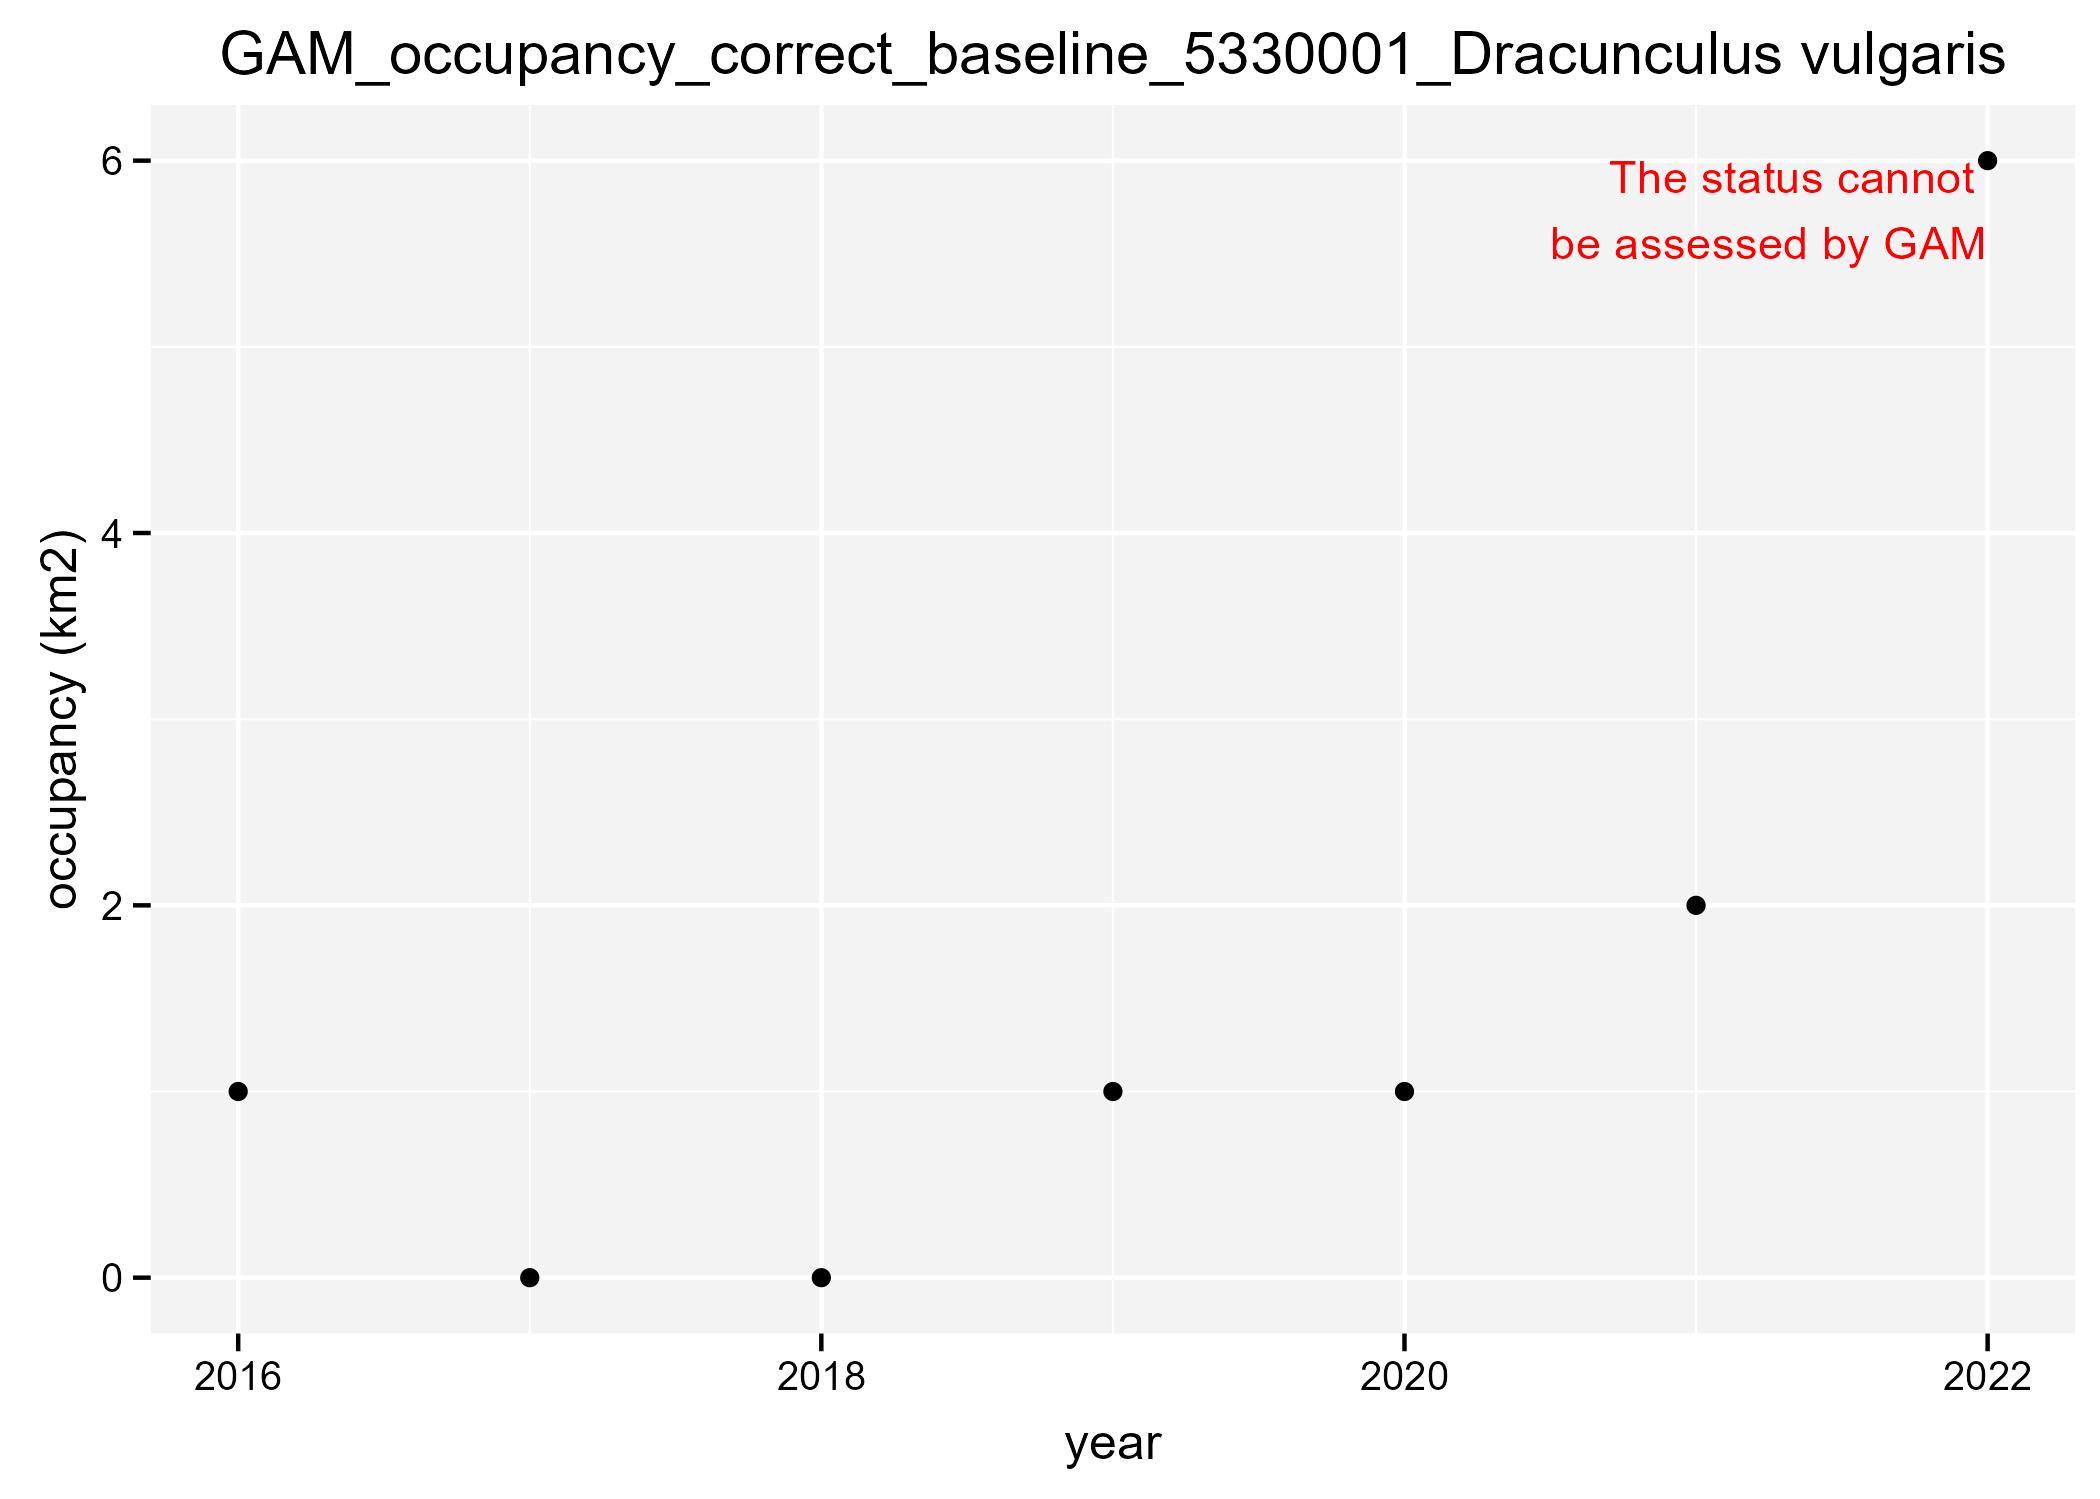 GAM_occupancy_correct_baseline_5330001_Dracunculus vulgaris
The status cannot
be assessed by GAM
occupancy (km2)
6
4
2
0
2016 2018 2020 2022
year